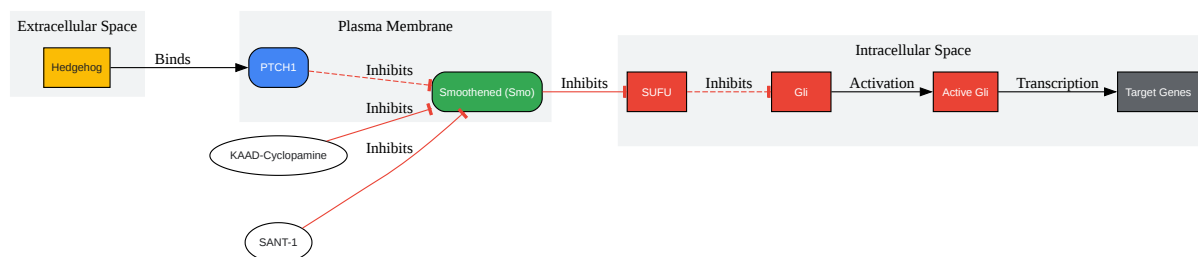 Extracellular Space
Plasma Membrane
Intracellular Space
Hedgehog
Binds
PTCH1
Inhibits
Smoothened (Smo)
Inhibits
SUFU
Inhibits
Gli
Activation
Active Gli
Transcription
Target Genes
Inhibits
KAAD-Cyclopamine
Inhibits
SANT-1